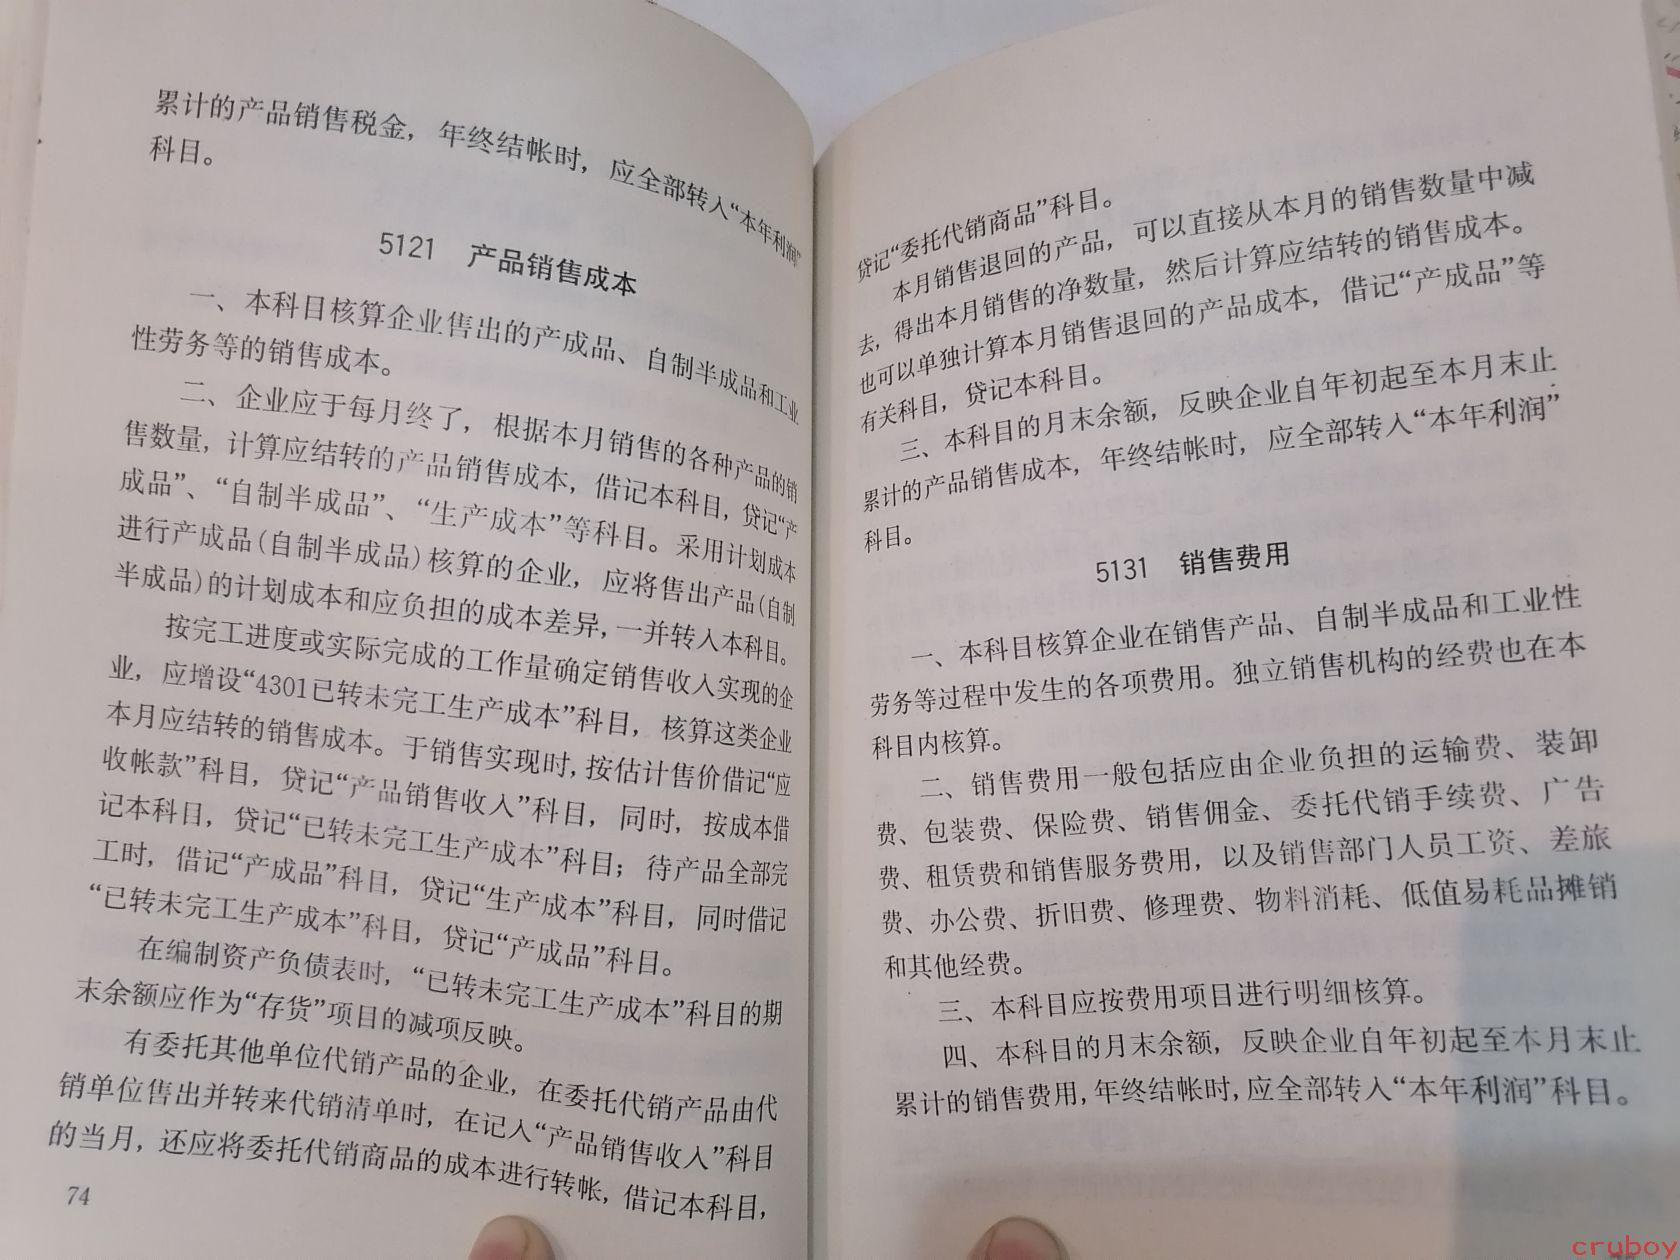 累计的产品销售税金，年终结帐时，应全部转入“本年利润”
科目。
5121 产品销售成本
一、本科目核算企业售出的产成品、自制半成品和工业
性劳务等的销售成本。
二、企业应于每月终了，根据本月销售的各种产品的销
售数量，计算应结转的产品销售成本，借记本科目，贷记“产
成品”、“自制半成品”、“生产成本”等科目。采用计划成本
进行产成品(自制半成品)核算的企业，应将售出产品(自制
半成品)的计划成本和应负担的成本差异，一并转入本科目。
按完工进度或实际完成的工作量确定销售收入实现的企
业，应增设“4301已转未完工生产成本”科目，核算这类企业
本月应结转的销售成本。于销售实现时，按估计售价借记“应
收帐款”科目，贷记“产品销售收入”科目，同时，按成本借
记本科目，贷记“已转未完工生产成本”科目；待产品全部完
工时，借记“产成品”科目，贷记“生产成本”科目，同时借记
“已转未完工生产成本”科目，贷记“产成品”科目。
在编制资产负债表时，“已转未完工生产成本”科目的期
末余额应作为“存货”项目的减项反映。
有委托其他单位代销产品的企业，在委托代销产品由代
销单位售出并转来代销清单时，在记入“产品销售收入”科目
的当月，还应将委托代销商品的成本进行转帐，借记本科目，
74
贷记“委托代销商品”科目。
本月销售退回的产品，可以直接从本月的销售数量中减
去，得出本月销售的净数量，然后计算应结转的销售成本。
也可以单独计算本月销售退回的产品成本，借记“产成品”等
有关科目，贷记本科目。
三、本科目的月末余额，反映企业自年初起至本月末止
累计的产品销售成本，年终结帐时，应全部转入“本年利润”
科目。
5131 销售费用
一、本科目核算企业在销售产品、自制半成品和工业性
劳务等过程中发生的各项费用。独立销售机构的经费也在本
科目内核算。
二、销售费用一般包括应由企业负担的运输费、装卸
费、包装费、保险费、销售佣金、委托代销手续费、广告
费、租赁费和销售服务费用，以及销售部门人员工资、差旅
费、办公费、折旧费、修理费、物料消耗、低值易耗品摊销
和其他经费。
三、本科目应按费用项目进行明细核算。
四、本科目的月末余额，反映企业自年初起至本月末止
累计的销售费用，年终结帐时，应全部转入“本年利润”科目。
cruboy